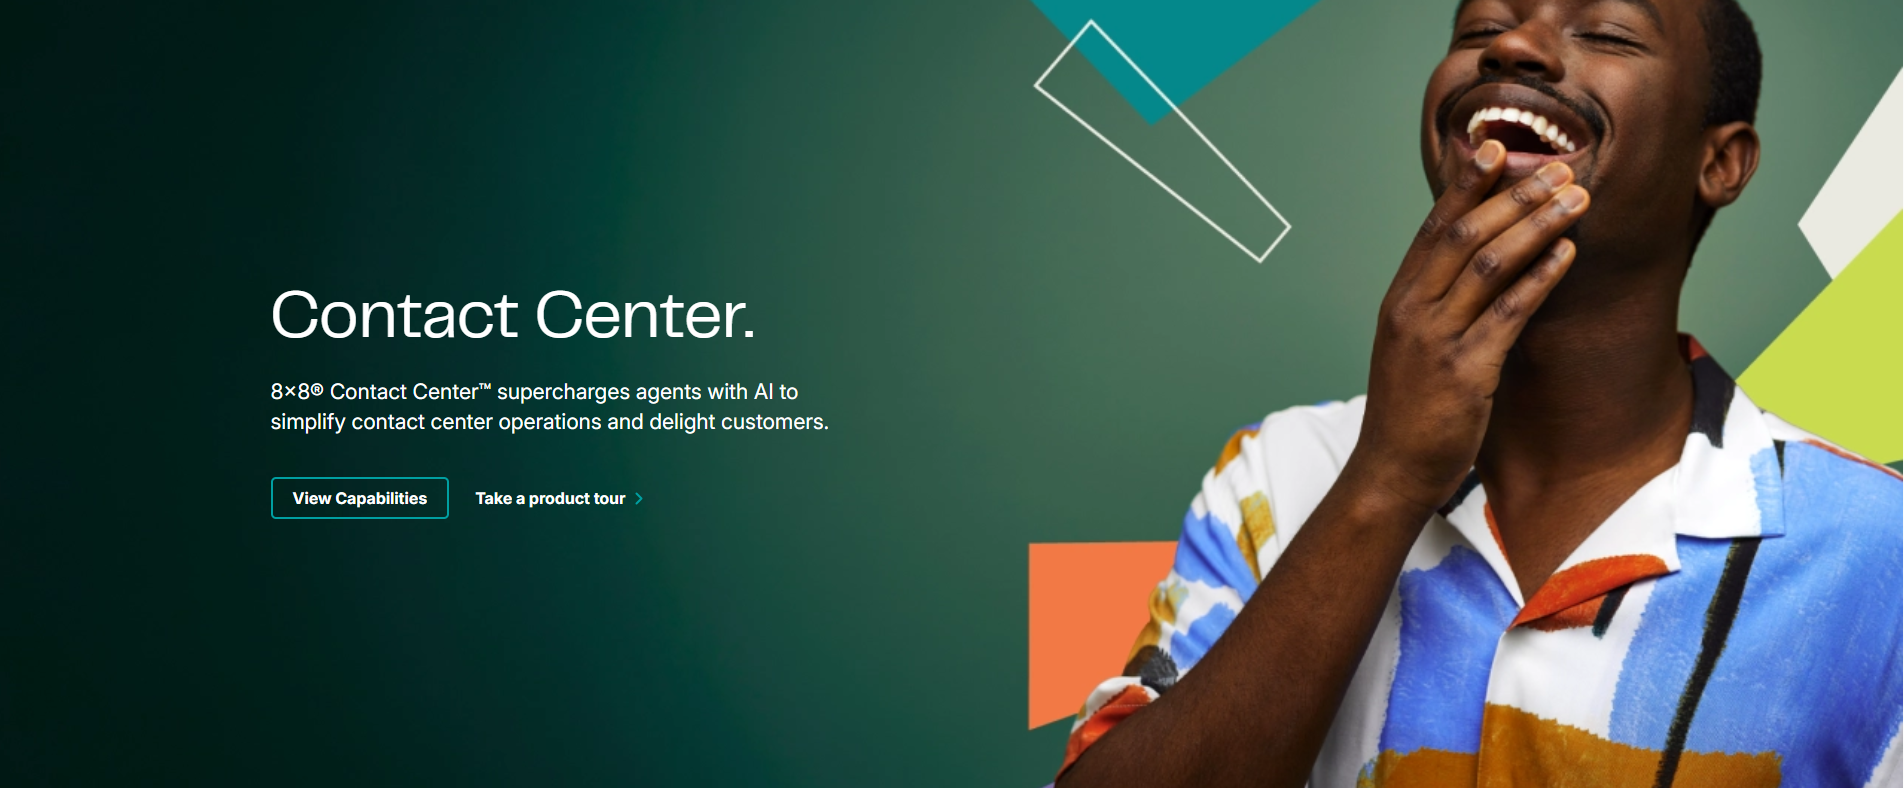 Contact Center.
8×8® Contact Center™ supercharges agents with AI to
simplify contact center operations and delight customers.
View Capabilities
Take a product tour